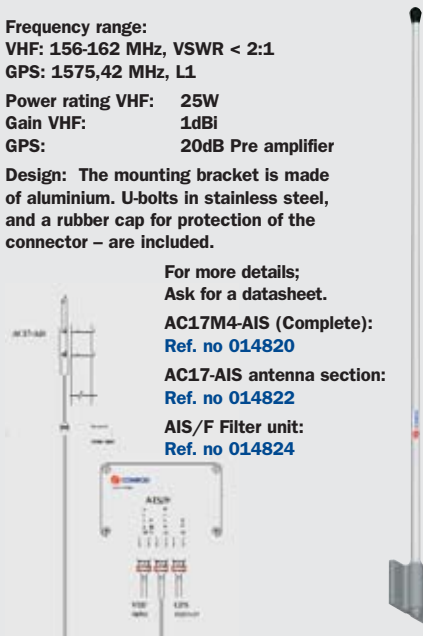 Frequency range:
VHF: 156-162 MHz, VSWR < 2:1
GPS: 1575,42 MHz, L1
Power rating VHF: 25W
Gain VHF: 1dBi
GPS: 20dB Pre amplifier
Design: The mounting bracket is made
of aluminium. U-bolts in stainless steel,
and a rubber cap for protection of the
connector – are included.
For more details;
Ask for a datasheet.
AC17M4-AIS (Complete):
Ref. no 014820
AC17-AIS antenna section:
Ref. no 014822
AIS/F Filter unit:
Ref. no 014824
AC17-AIS
COMROD
AIS/F
VHF
GPS